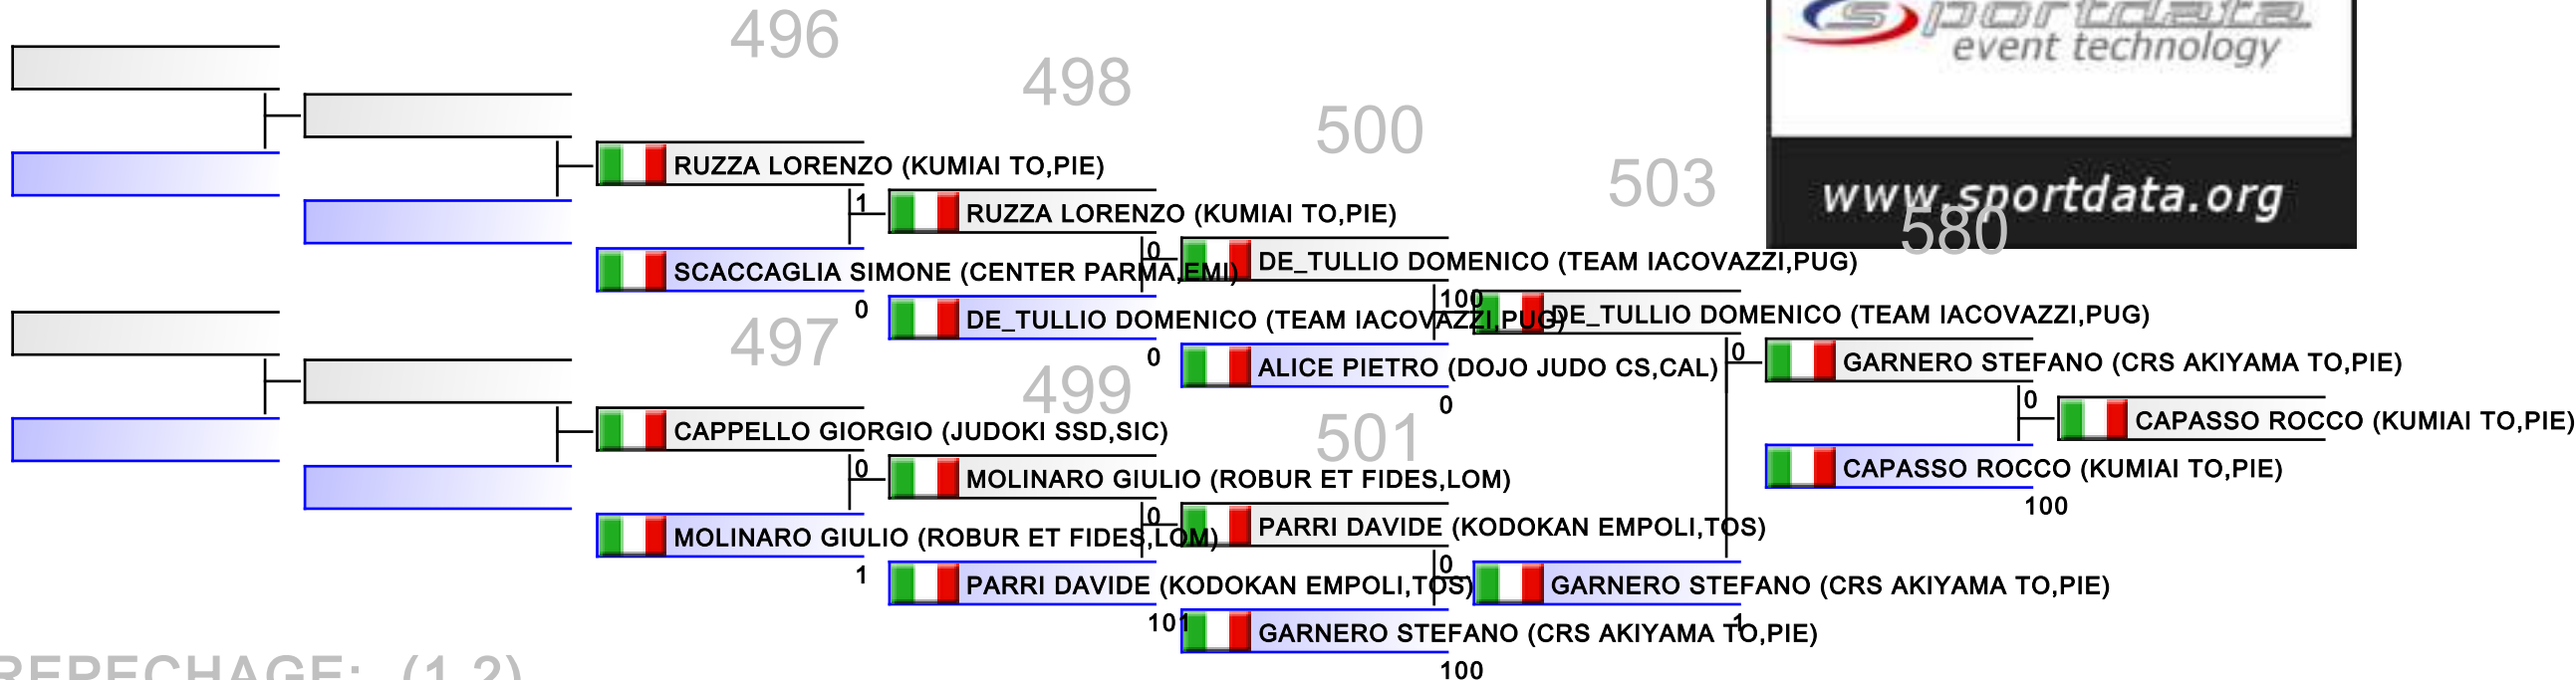 sportdata
event technology
www.sportdata.org
496
498
500
503
580
RUZZA LORENZO (KUMIAI TO,PIE)
1
RUZZA LORENZO (KUMIAI TO,PIE)
0
SCACCAGLIA SIMONE (CENTER PARMA,EMI)
0
DE_TULLIO DOMENICO (TEAM IACOVAZZI,PUG)
100
DE_TULLIO DOMENICO (TEAM IACOVAZZI,PUG)
0
DE_TULLIO DOMENICO (TEAM IACOVAZZI,PUG)
0
ALICE PIETRO (DOJO JUDO CS,CAL)
0
GARNERO STEFANO (CRS AKIYAMA TO,PIE)
0
CAPASSO ROCCO (KUMIAI TO,PIE)
CAPASSO ROCCO (KUMIAI TO,PIE)
100
497
499
501
CAPPELLO GIORGIO (JUDOKI SSD,SIC)
0
MOLINARO GIULIO (ROBUR ET FIDES,LOM)
0
MOLINARO GIULIO (ROBUR ET FIDES,LOM)
1
PARRI DAVIDE (KODOKAN EMPOLI,TOS)
0
PARRI DAVIDE (KODOKAN EMPOLI,TOS)
101
GARNERO STEFANO (CRS AKIYAMA TO,PIE)
1
GARNERO STEFANO (CRS AKIYAMA TO,PIE)
100
REPECHAGE: (1,2)